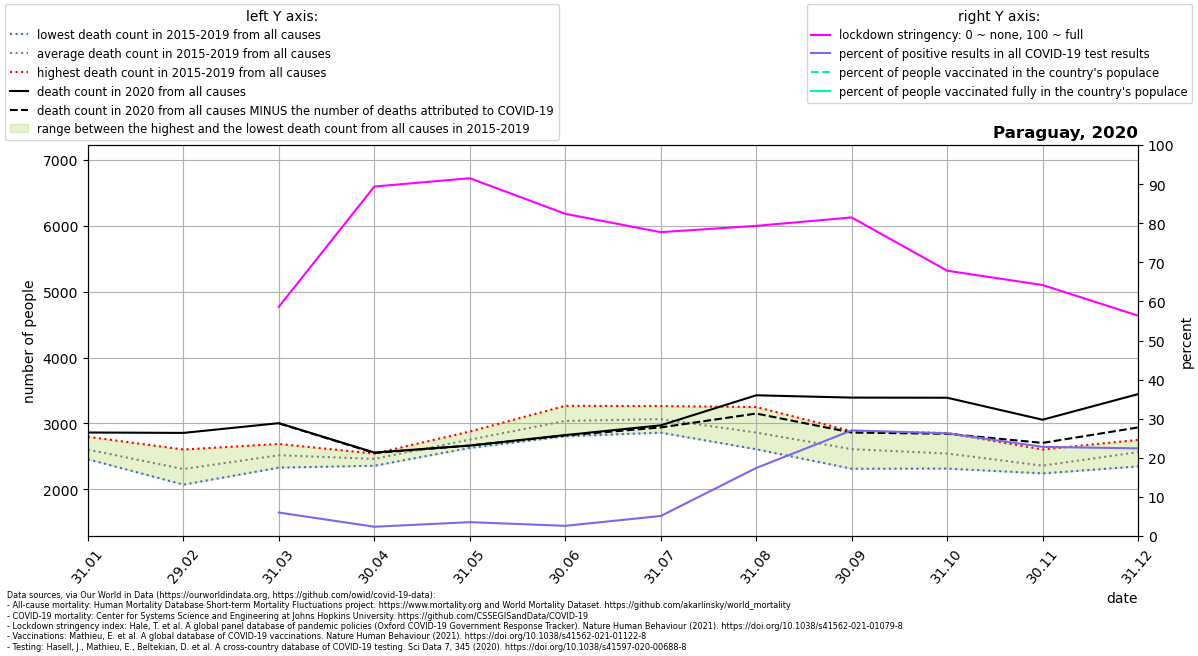 left Y axis:
lowest death count in 2015-2019 from all causes
average death count in 2015-2019 from all causes
highest death count in 2015-2019 from all causes
death count in 2020 from all causes
death count in 2020 from all causes MINUS the number of deaths attributed to COVID-19
range between the highest and the lowest death count from all causes in 2015-2019
right Y axis:
lockdown stringency: 0 ~ none, 100 ~ full
percent of positive results in all COVID-19 test results
percent of people vaccinated in the country's populace
percent of people vaccinated fully in the country's populace
Paraguay, 2020
number of people
7000
6000
5000
4000
3000
2000
100
90
80
70
60
50
40
30
20
10
0
percent
31.01
29.02
31.03
30.04
31.05
30.06
31.07
31.08
30.09
31.10
30.11
31.12
date
Data sources, via Our World in Data (https://ourworldindata.org, https://github.com/owid/covid-19-data):
- All-cause mortality: Human Mortality Database Short-term Mortality Fluctuations project. https://www.mortality.org and World Mortality Dataset. https://github.com/akarlinsky/world_mortality
- COVID-19 mortality: Center for Systems Science and Engineering at Johns Hopkins University. https://github.com/CSSEGISandData/COVID-19
- Lockdown stringency index: Hale, T. et al. A global panel database of pandemic policies (Oxford COVID-19 Government Response Tracker). Nature Human Behaviour (2021). https://doi.org/10.1038/s41562-021-01079-8
- Vaccinations: Mathieu, E. et al. A global database of COVID-19 vaccinations. Nature Human Behaviour (2021). https://doi.org/10.1038/s41562-021-01122-8
- Testing: Hasell, J., Mathieu, E., Beltekian, D. et al. A cross-country database of COVID-19 testing. Sci Data 7, 345 (2020). https://doi.org/10.1038/s41597-020-00688-8